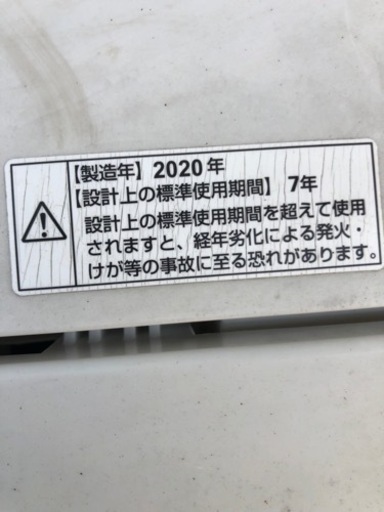 【製造年】2020年
【設計上の標準使用期間】 7年
設計上の標準使用期間を超えて使用
されますと、経年劣化による発火・
けが等の事故に至る恐れがあります。